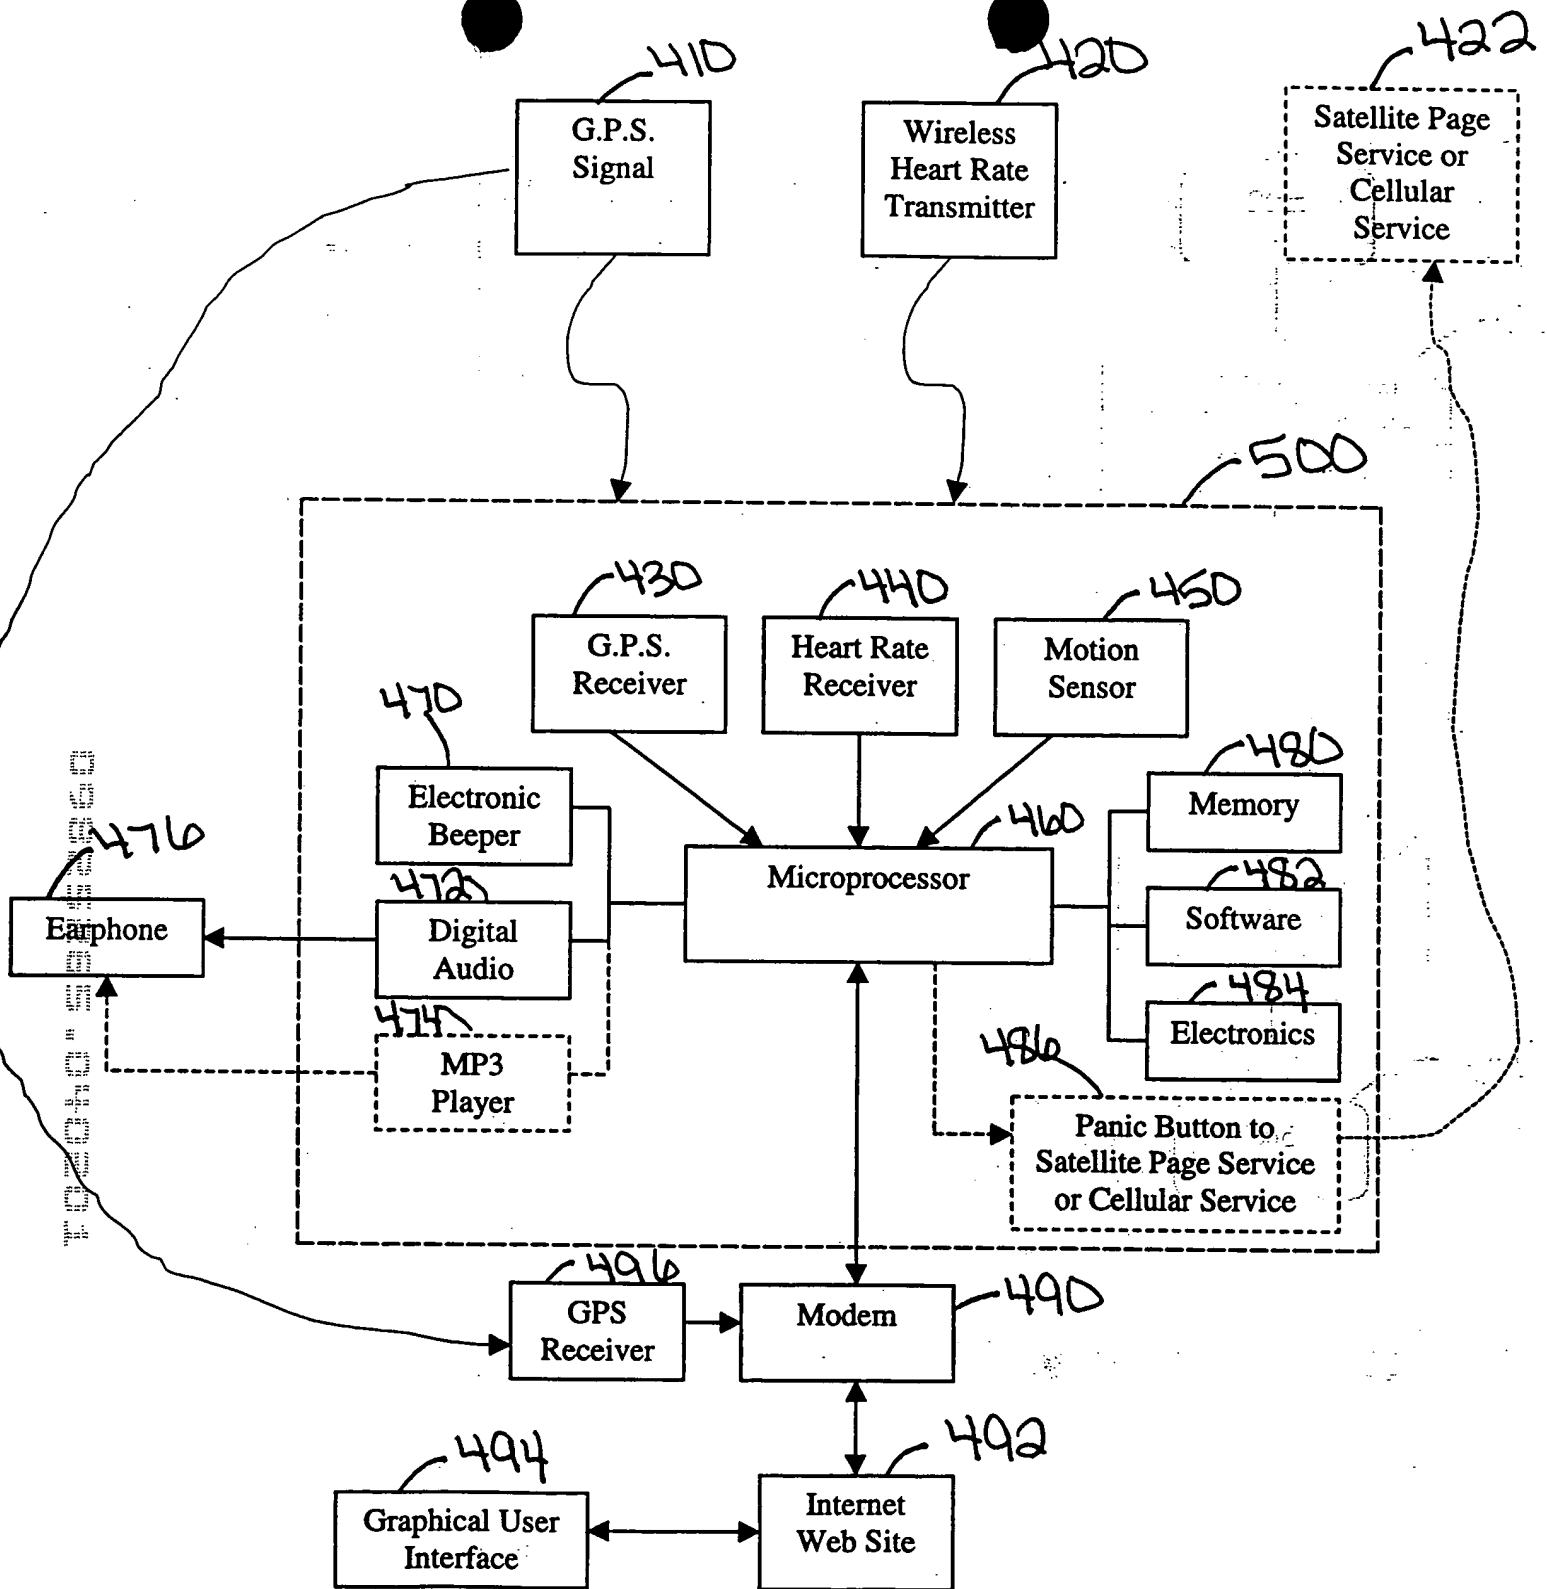 410
420
422
G.P.S.
Signal
Wireless
Heart Rate
Transmitter
Satellite Page
Service or
Cellular
Service
500
430
440
450
G.P.S.
Receiver
Heart Rate
Receiver
Motion
Sensor
470
480
Electronic
Beeper
Memory
476
460
Microprocessor
472
482
Earphone
Digital
Audio
Software
474
484
MP3
Player
Electronics
486
Panic Button to
Satellite Page Service
or Cellular Service
496
490
GPS
Receiver
Modem
494
492
Graphical User
Interface
Internet
Web Site